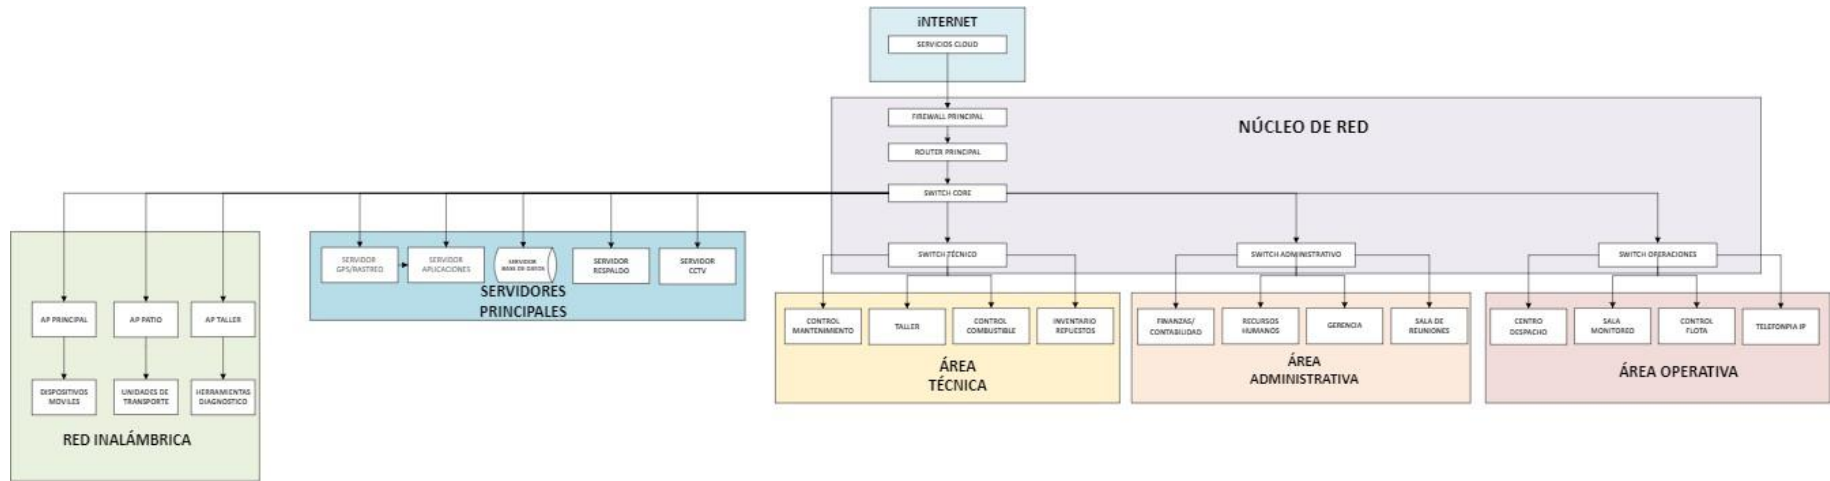 iNTERNET
SERVICIOS CLOUD
FIREWALL PRINCIPAL
NÚCLEO DE RED
ROUTER PRINCIPAL
SWITCH CORE
SWITCH TÉCNICO
SWITCH ADMINISTRATIVO
SWITCH OPERACIONES
SERVIDOR
GPS/RASTREO
SERVIDOR
APLICACIONES
SERVIDOR
BASE DE DATOS
SERVIDOR
RESPALDO
SERVIDOR
CCTV
SERVIDORES
PRINCIPALES
AP PRINCIPAL
AP PATIO
AP TALLER
DISPOSITIVOS
MOVILES
UNIDADES DE
TRANSPORTE
HERRAMIENTAS
DIAGNOSTICO
RED INALÁMBRICA
CONTROL
MANTENIMIENTO
TALLER
CONTROL
COMBUSTIBLE
INVENTARIO
REPUESTOS
ÁREA
TÉCNICA
FINANZAS/
CONTABILIDAD
RECURSOS
HUMANOS
GERENCIA
SALA DE
REUNIONES
ÁREA
ADMINISTRATIVA
CENTRO
DESPACHO
SALA
MONITOREO
CONTROL
FLOTA
TELEFONPIA IP
ÁREA OPERATIVA